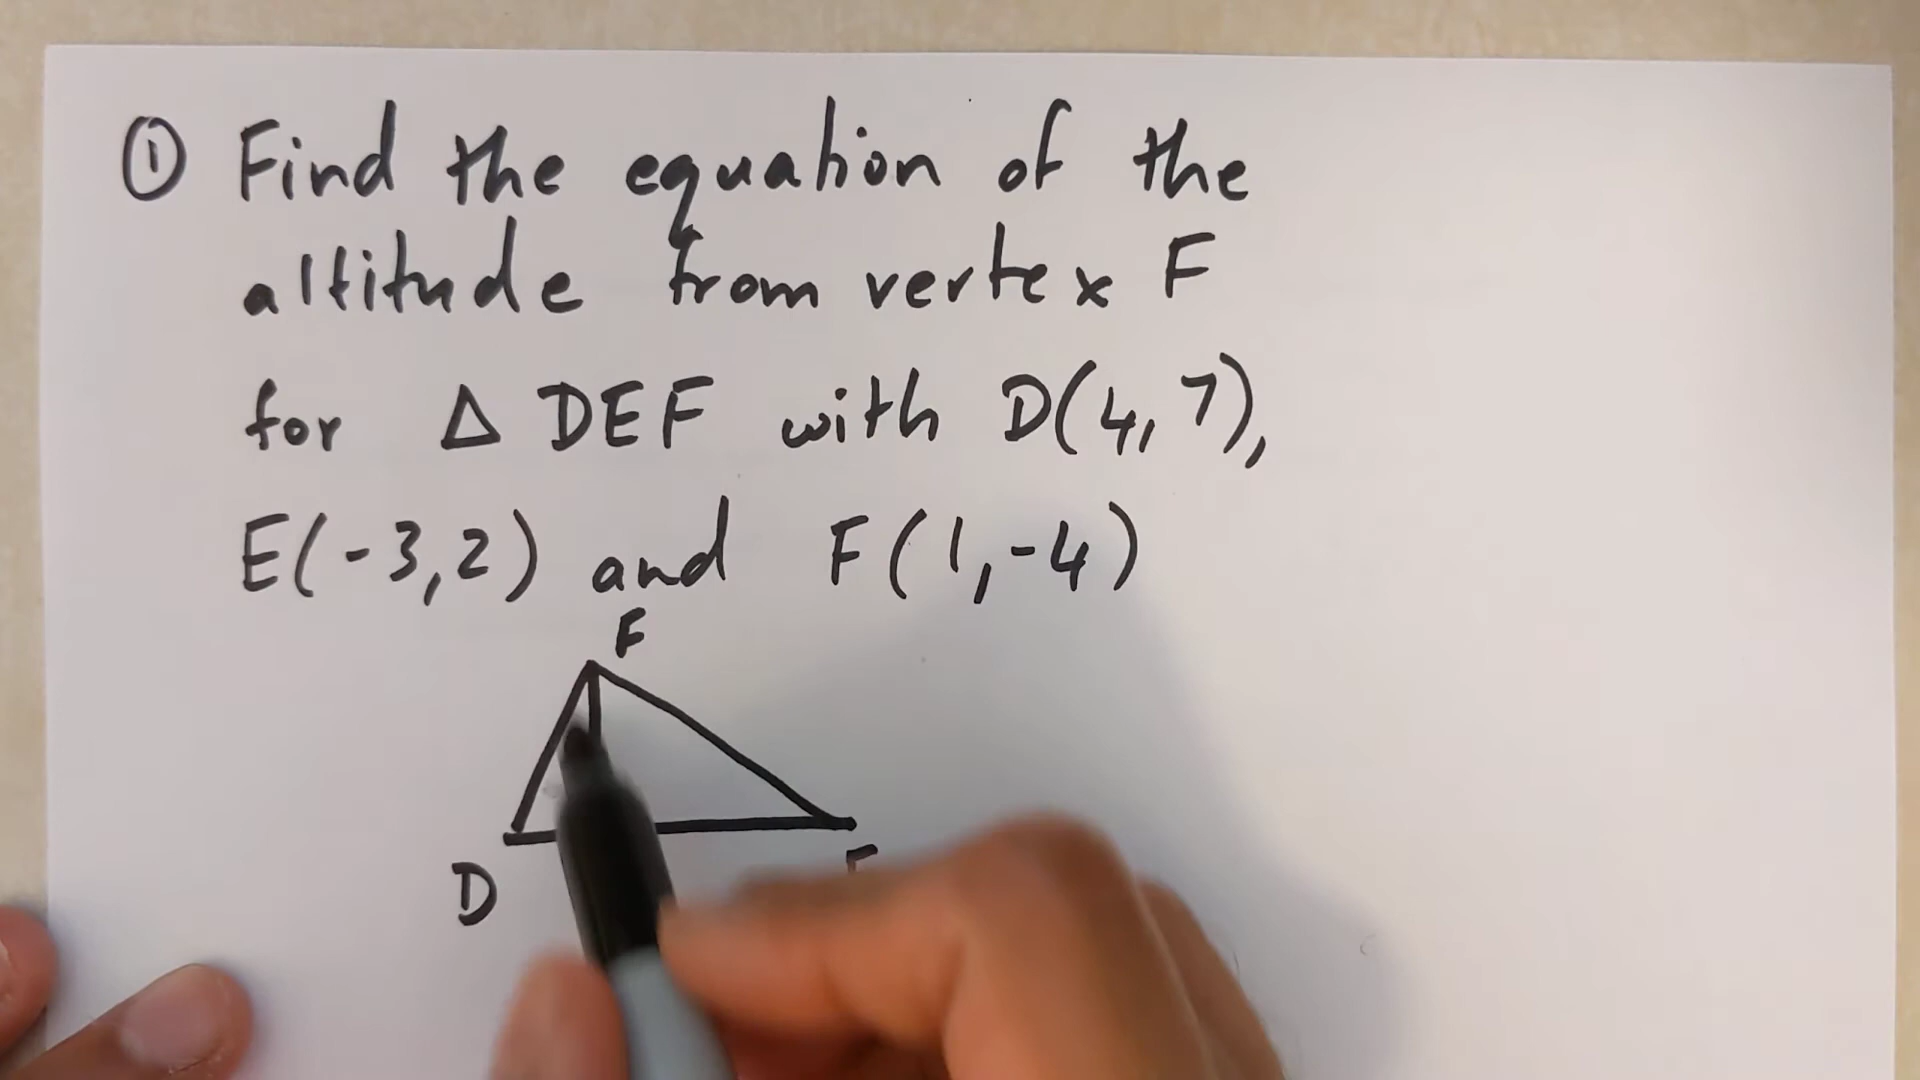 ① Find the equation of the
altitude from vertex F
for Δ DEF with D(4, 7),
E(-3,2) and F(1,-4)
F
D